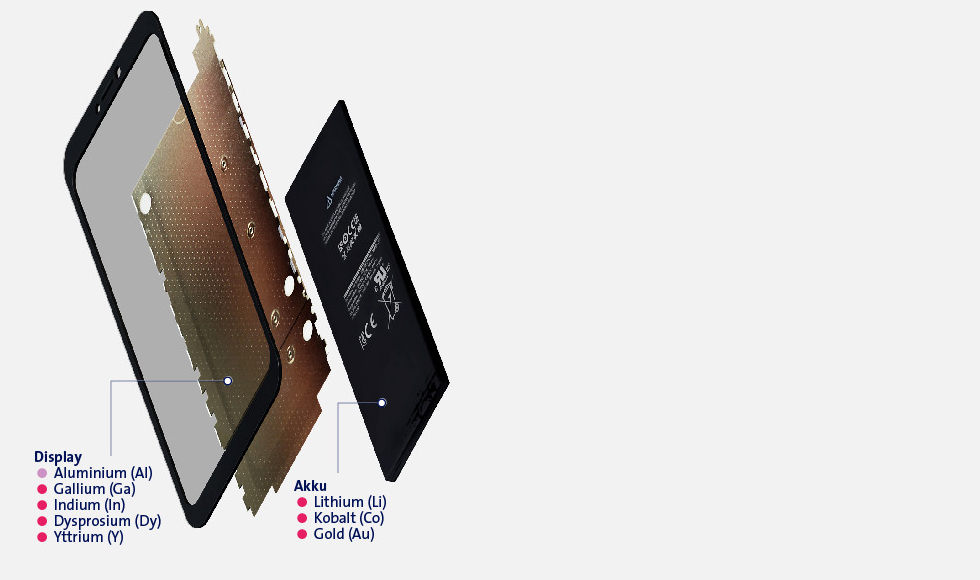 Display
Aluminium (Al)
Gallium (Ga)
Indium (In)
Dysprosium (Dy)
Yttrium (Y)
Akku
Lithium (Li)
Kobalt (Co)
Gold (Au)